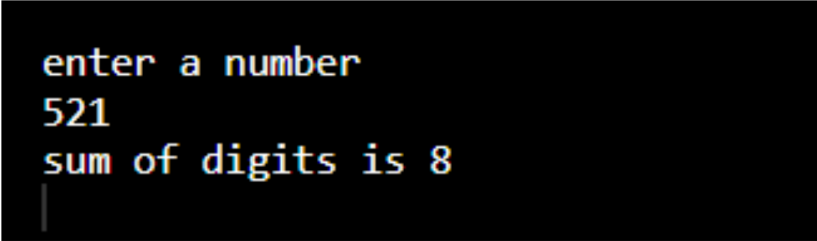 enter a number
521
sum of digits is 8